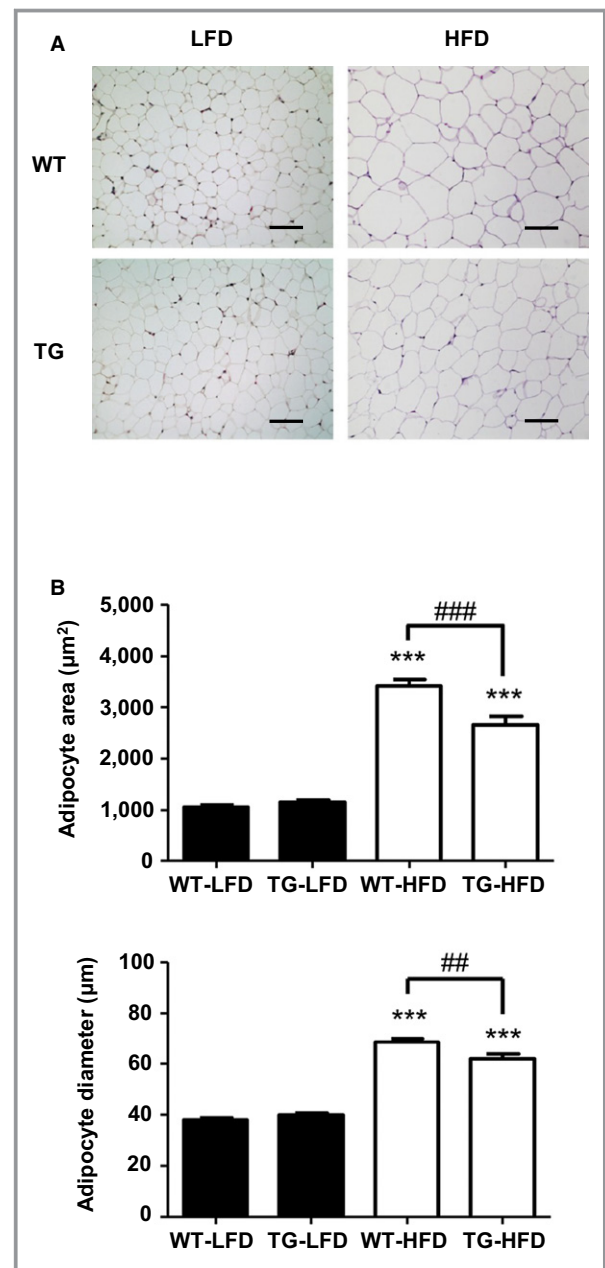 A
LFD HFD
WT
TG
B
Adipocyte area (µm²)
5,000
4,000
3,000
2,000
1,000
0
###
***
***
WT-LFD TG-LFD WT-HFD TG-HFD
Adipocyte diameter (µm)
100
80
60
40
20
0
##
***
***
WT-LFD TG-LFD WT-HFD TG-HFD